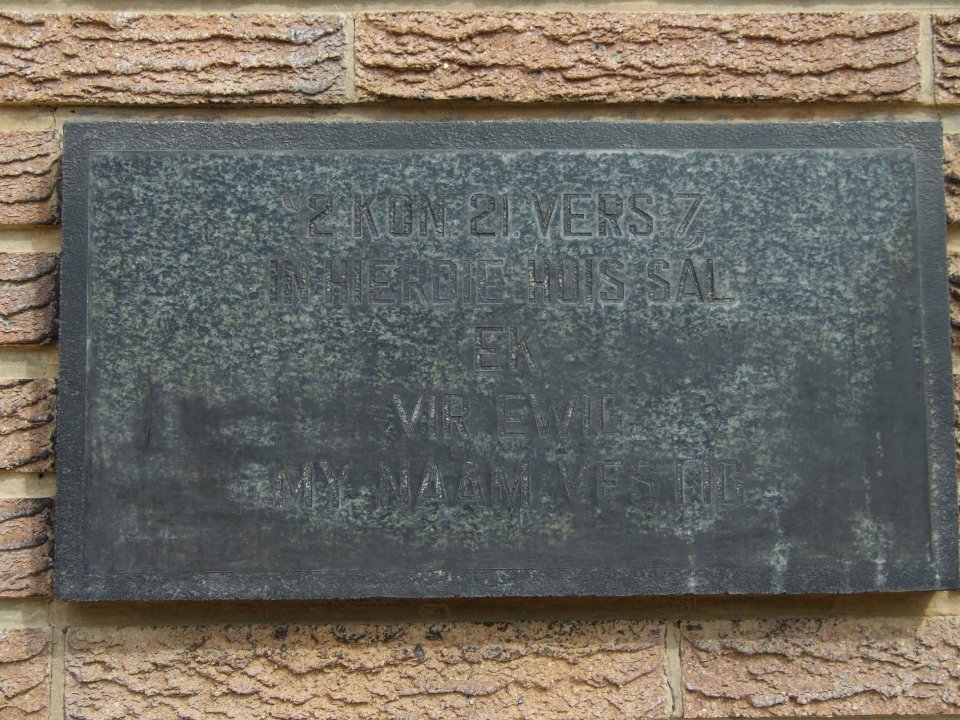 "2 KON 21. VERS 7,
IN HIERDIE HUIS SAL
EK
VIR EWIG
MY NAAM VESTIG